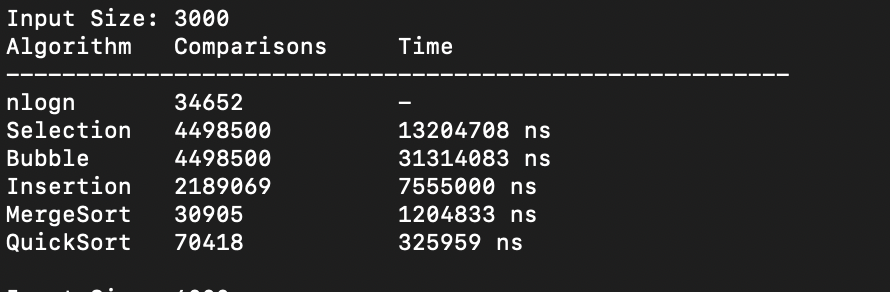 Input Size: 3000
Algorithm Comparisons Time
--------------------------------------------------------
nlogn 34652 -
Selection 4498500 13204708 ns
Bubble 4498500 31314083 ns
Insertion 2189069 7555000 ns
MergeSort 30905 1204833 ns
QuickSort 70418 325959 ns